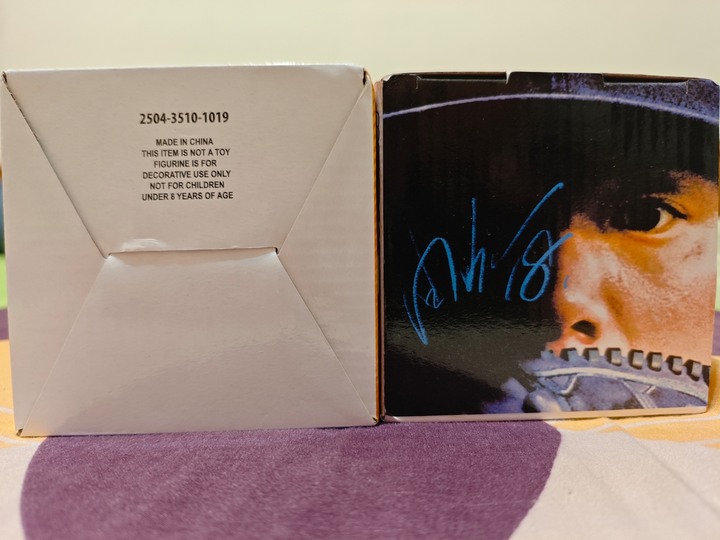 2504-3510-1019
MADE IN CHINA
THIS ITEM IS NOT A TOY
FIGURINE IS FOR
DECORATIVE USE ONLY
NOT FOR CHILDREN
UNDER 8 YEARS OF AGE